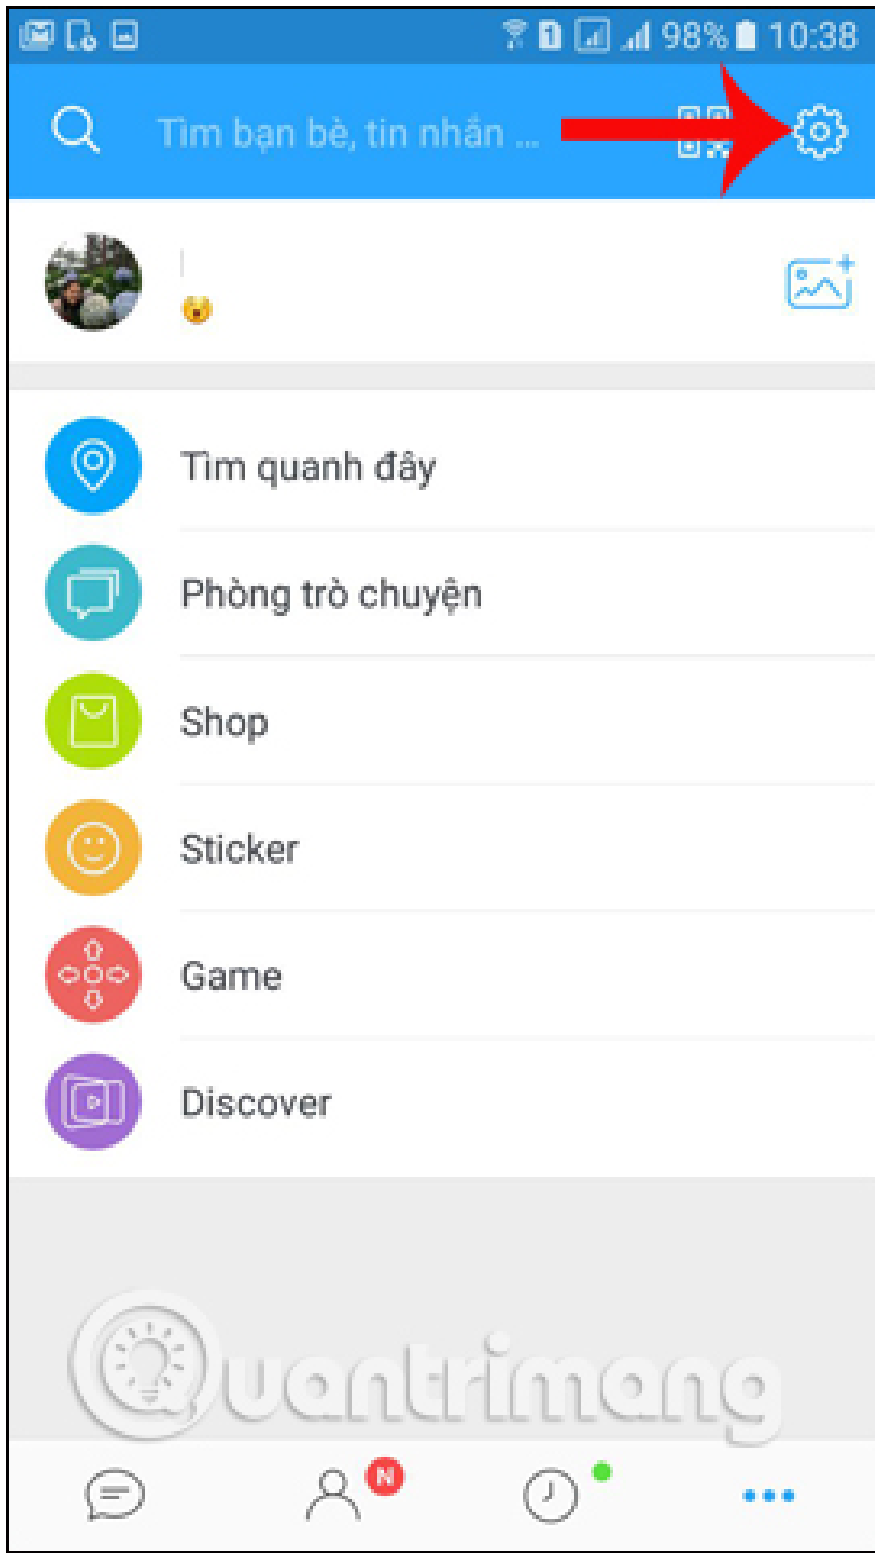 98% 10:38
Tìm bạn bè, tin nhắn ...
Tìm quanh đây
Phòng trò chuyện
Shop
Sticker
Game
Discover
Quantrimang
N